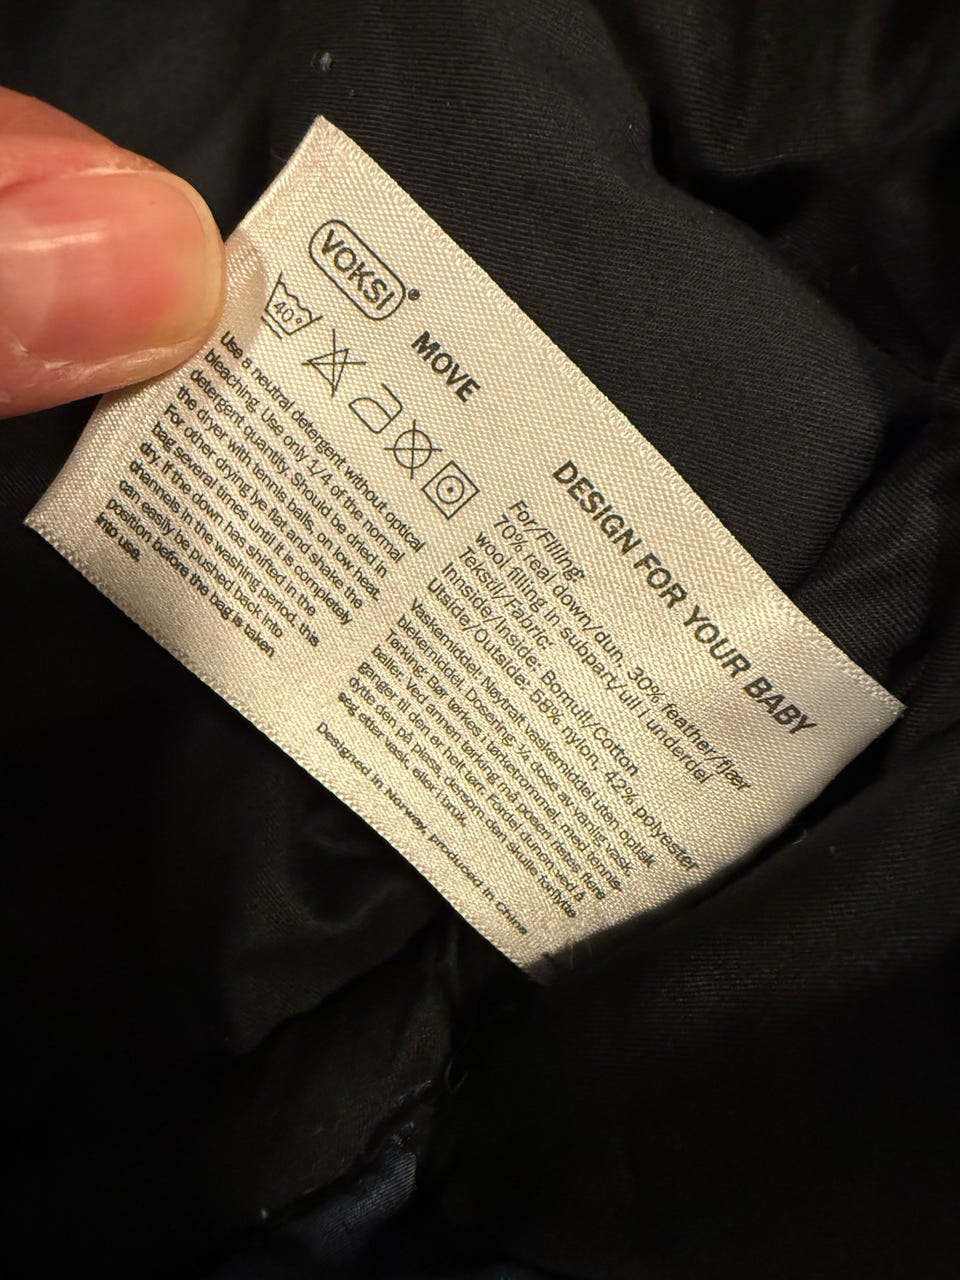 VOKSI®
MOVE
DESIGN FOR YOUR BABY
40°
Use a neutral detergent without optical
bleaching. Use only 1/4 of the normal
detergent quantity. Should be dried in
the dryer with tennis balls, on low heat.
For other drying lye flat and shake the
bag several times until it is completely
dry. If the down has shifted in the
channels in the washing period, this
can easily be pushed back into
position before the bag is taken
into use.
For/Filling:
70% real down/dun, 30% feather/fjær
wool filling in subpart/ull i underdel
Tekstil/Fabric:
Innside/Inside: Bomull/Cotton
Utside/Outside: 58% nylon, 42% polyester
Vaskemiddel: Nøytralt vaskemiddel uten optisk
blekemiddel. Dosering: ¼ dose av vanlig vask.
Tørking: Bør tørkes i tørketrommel, med tennis-
baller. Ved annen tørking må posen ristes flere
ganger til den er helt tørr. Fordel dunen ved å
dytte den på plass, dersom den skulle forflytte
seg etter vask, eller i bruk.
Designed in Norway, produced in China